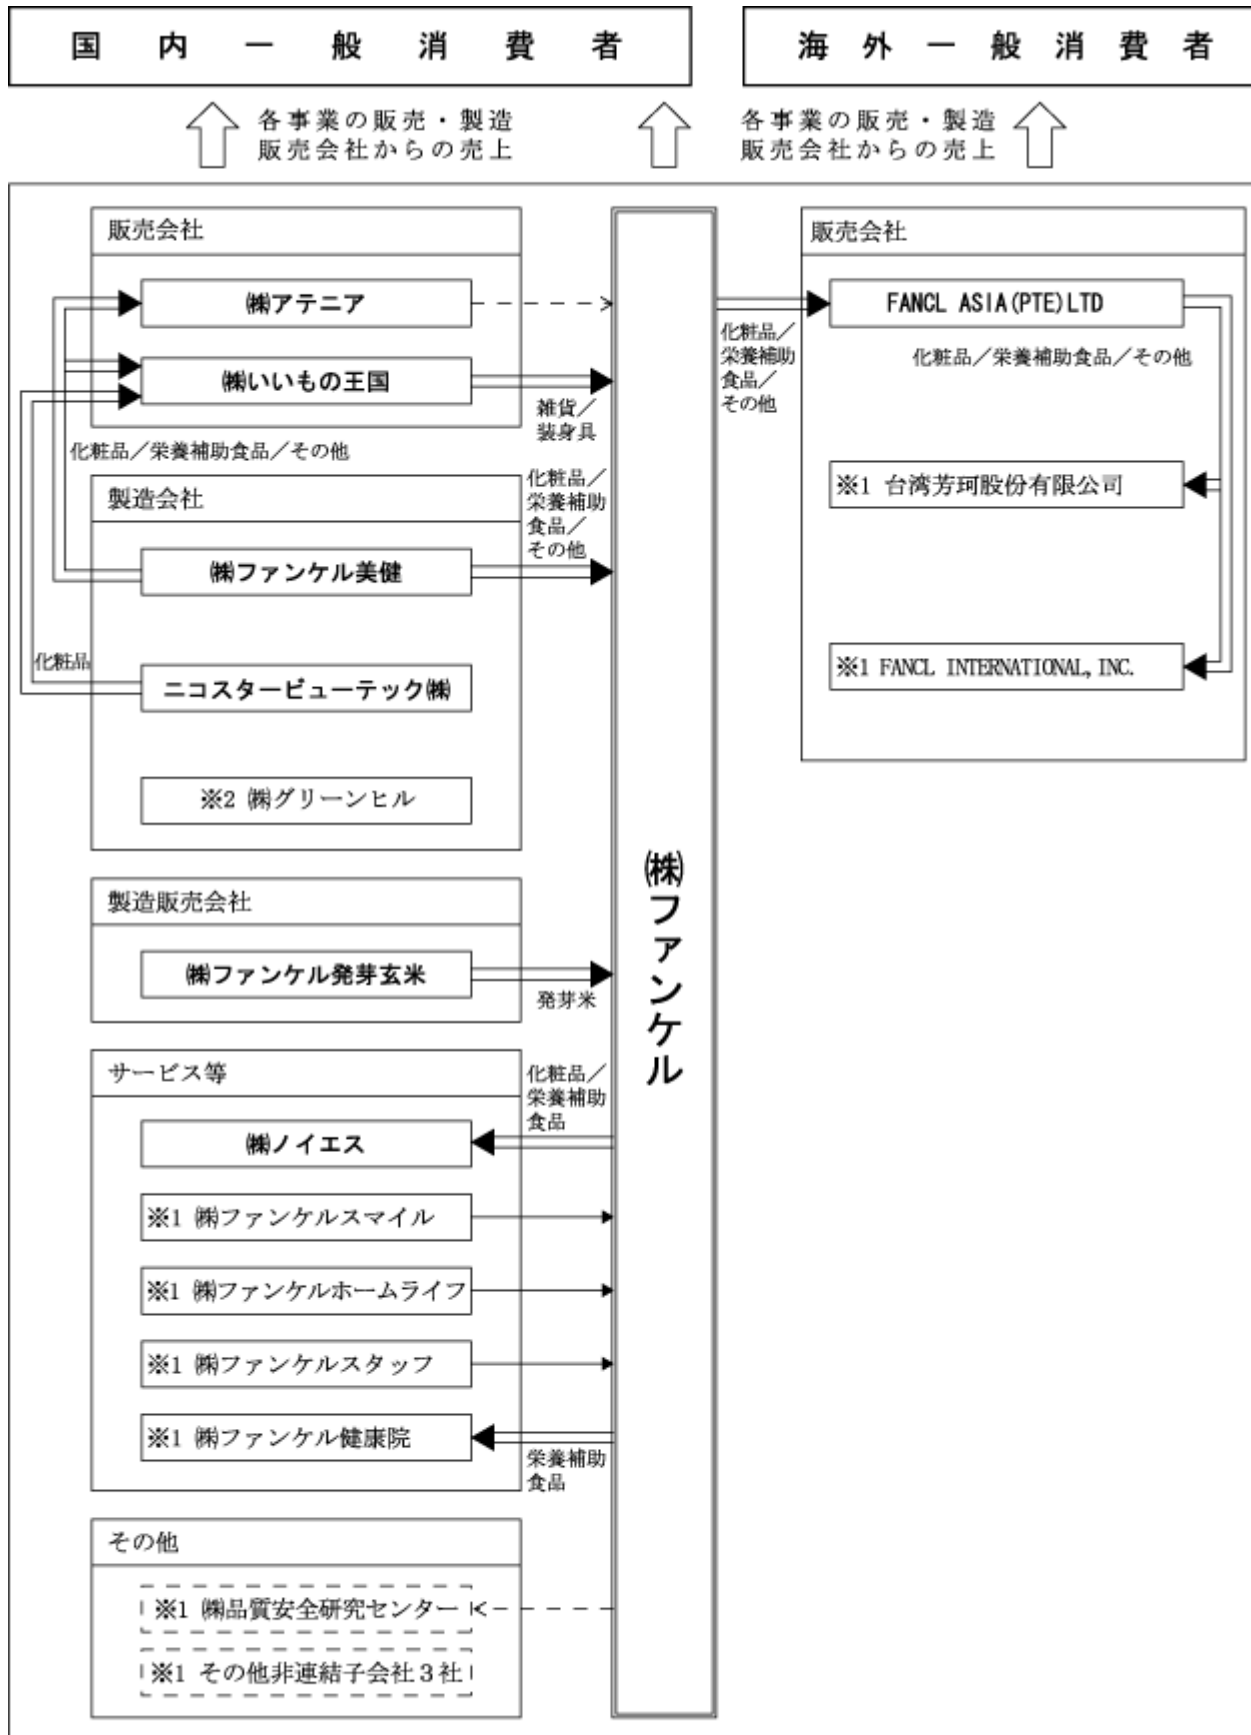 国内一般消費者
海外一般消費者
各事業の販売・製造
販売会社からの売上
各事業の販売・製造
販売会社からの売上
販売会社
㈱アテニア
㈱いいもの王国
雑貨／
装身具
化粧品／栄養補助食品／その他
製造会社
化粧品／
栄養補助
食品／
その他
㈱ファンケル美健
化粧品
ニコスタービューテック㈱
※2 ㈱グリーンヒル
製造販売会社
㈱ファンケル発芽玄米
発芽米
サービス等
化粧品／
栄養補助
食品
㈱ノイエス
※1 ㈱ファンケルスマイル
※1 ㈱ファンケルホームライフ
※1 ㈱ファンケルスタッフ
※1 ㈱ファンケル健康院
栄養補助
食品
その他
※1 ㈱品質安全研究センター
※1 その他非連結子会社３社
㈱ファンケル
化粧品／
栄養補助
食品／
その他
販売会社
FANCL ASIA(PTE)LTD
化粧品／栄養補助食品／その他
※1 台湾芳珂股份有限公司
※1 FANCL INTERNATIONAL, INC.